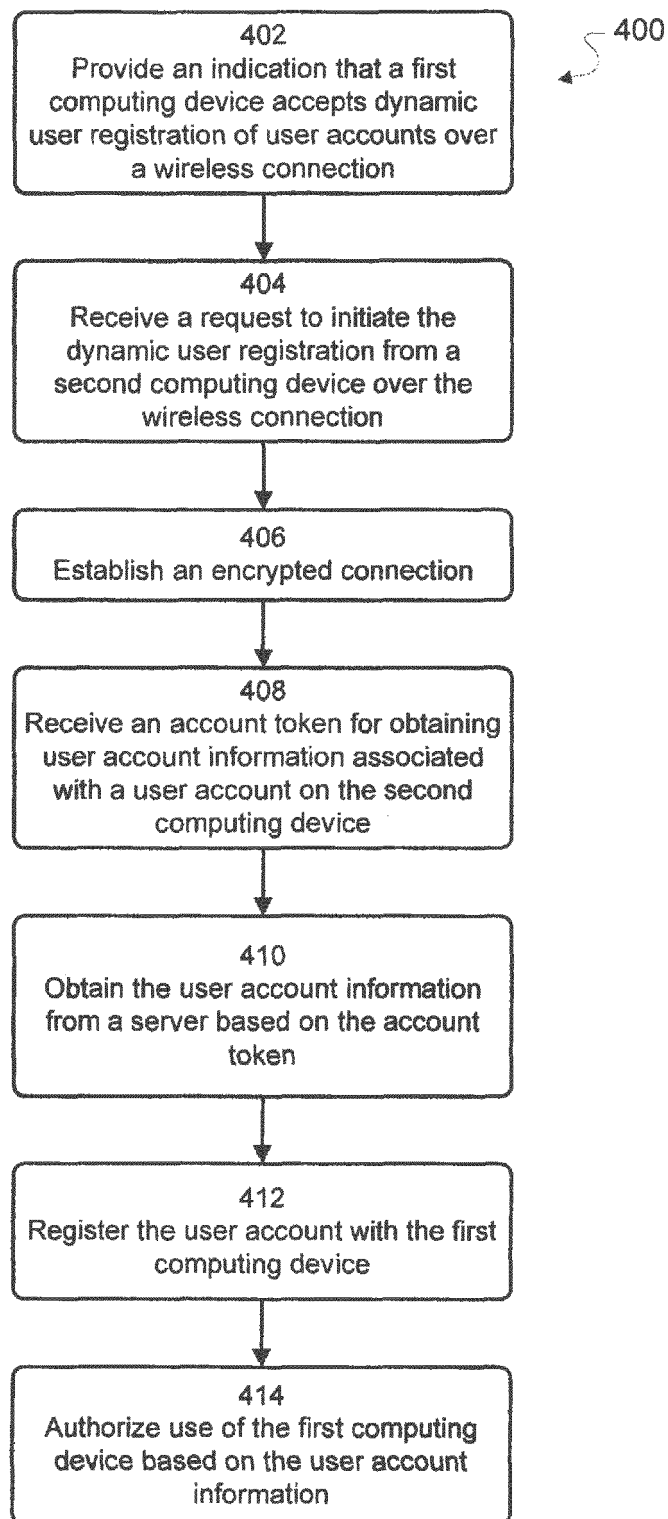 400
402
Provide an indication that a first
computing device accepts dynamic
user registration of user accounts over
a wireless connection
404
Receive a request to initiate the
dynamic user registration from a
second computing device over the
wireless connection
406
Establish an encrypted connection
408
Receive an account token for obtaining
user account information associated
with a user account on the second
computing device
410
Obtain the user account information
from a server based on the account
token
412
Register the user account with the first
computing device
414
Authorize use of the first computing
device based on the user account
information